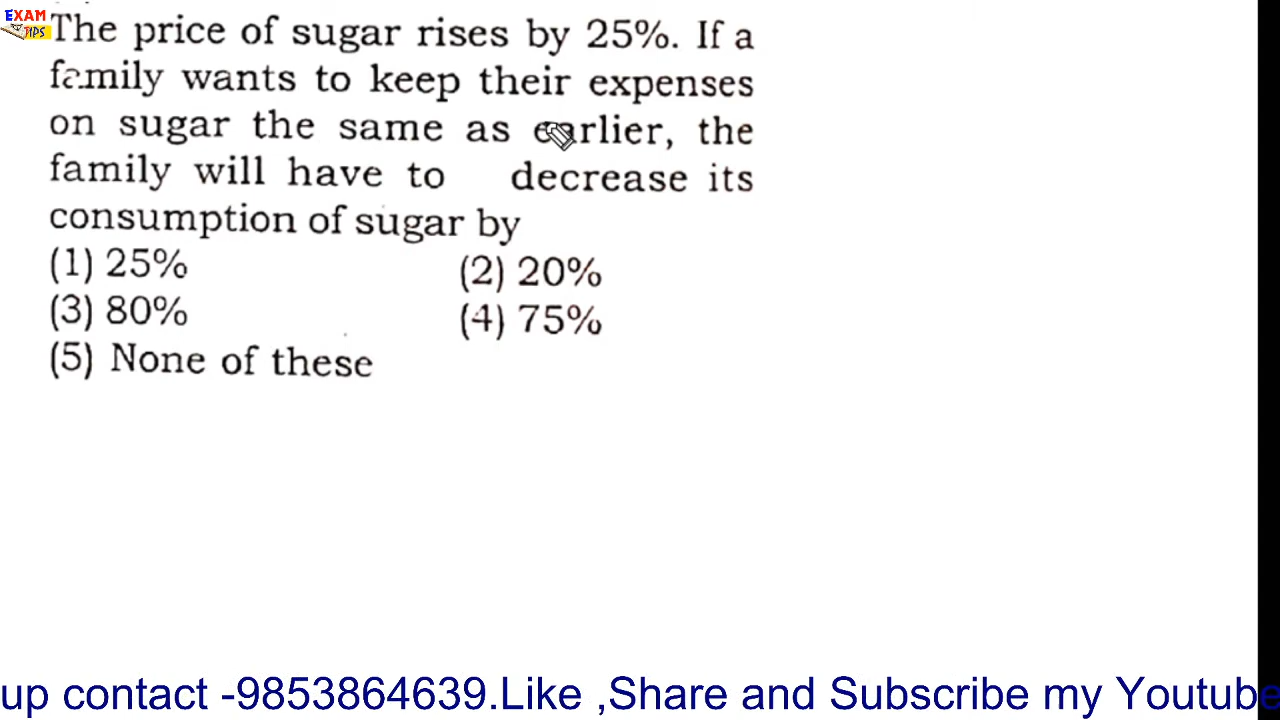 EXAM
TIPS
The price of sugar rises by 25%. If a
family wants to keep their expenses
on sugar the same as earlier, the
family will have to decrease its
consumption of sugar by
(1) 25% (2) 20%
(3) 80% (4) 75%
(5) None of these
up contact -9853864639.Like ,Share and Subscribe my Youtube